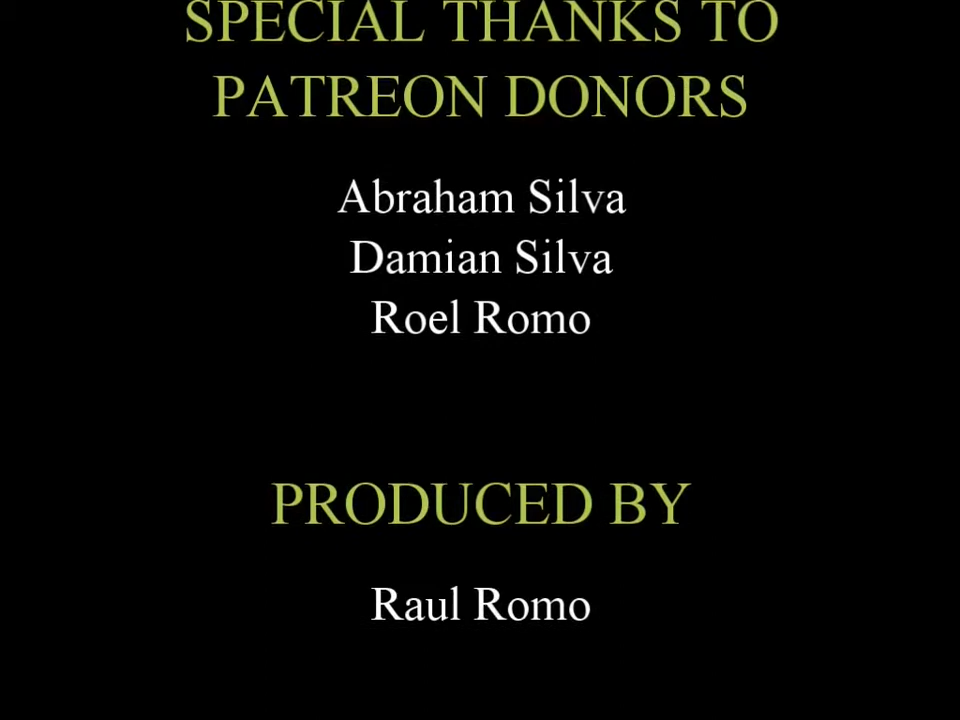 SPECIAL THANKS TO
PATREON DONORS
Abraham Silva
Damian Silva
Roel Romo
PRODUCED BY
Raul Romo